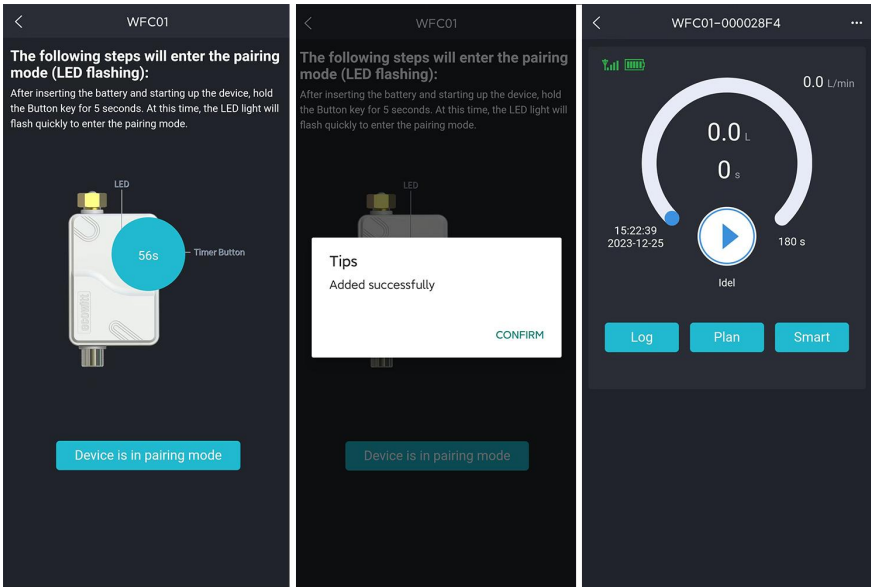 WFC01
The following steps will enter the pairing
mode (LED flashing):
After inserting the battery and starting up the device, hold
the Button key for 5 seconds. At this time, the LED light will
flash quickly to enter the pairing mode.
LED
56s
Timer Button
ecowitt
Device is in pairing mode
WFC01
The following steps will enter the pairing
mode (LED flashing):
After inserting the battery and starting up the device, hold
the Button key for 5 seconds. At this time, the LED light will
flash quickly to enter the pairing mode.
LED
Tips
Added successfully
CONFIRM
Device is in pairing mode
WFC01-000028F4
0.0 L/min
0.0 L
0 s
15:22:39
2023-12-25
180 s
Idel
Log
Plan
Smart